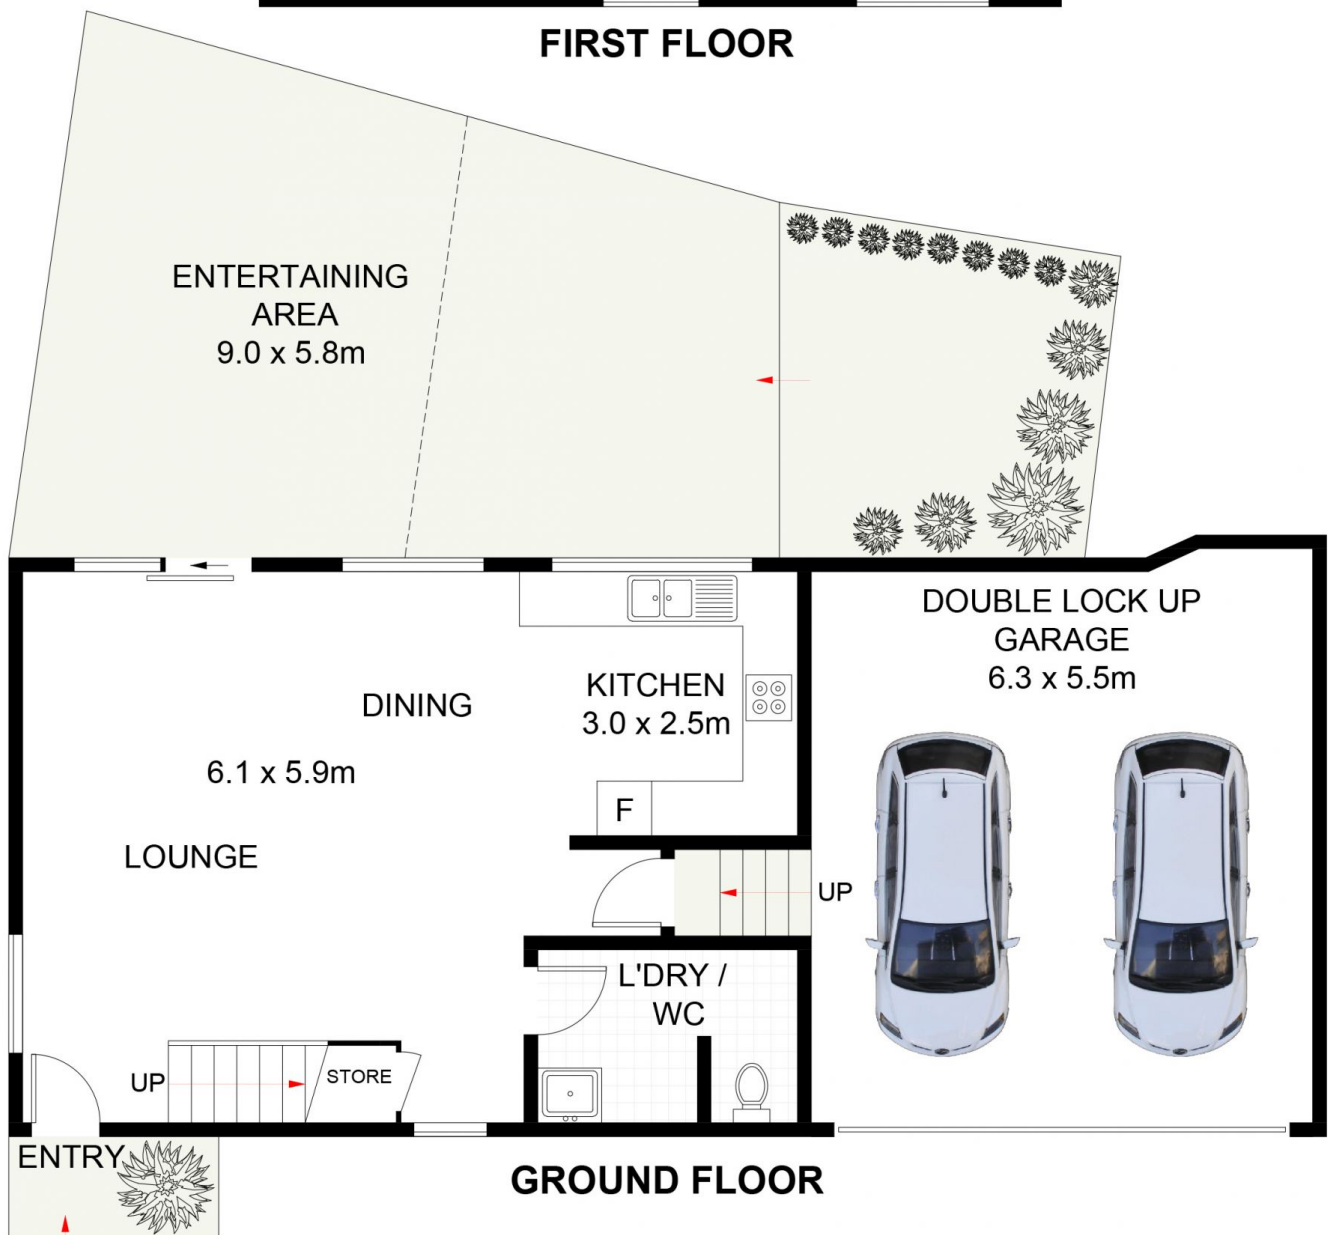 FIRST FLOOR
ENTERTAINING
AREA
9.0 x 5.8m
DOUBLE LOCK UP
GARAGE
6.3 x 5.5m
KITCHEN
3.0 x 2.5m
DINING
6.1 x 5.9m
F
LOUNGE
UP
L'DRY /
WC
UP
STORE
ENTRY
GROUND FLOOR